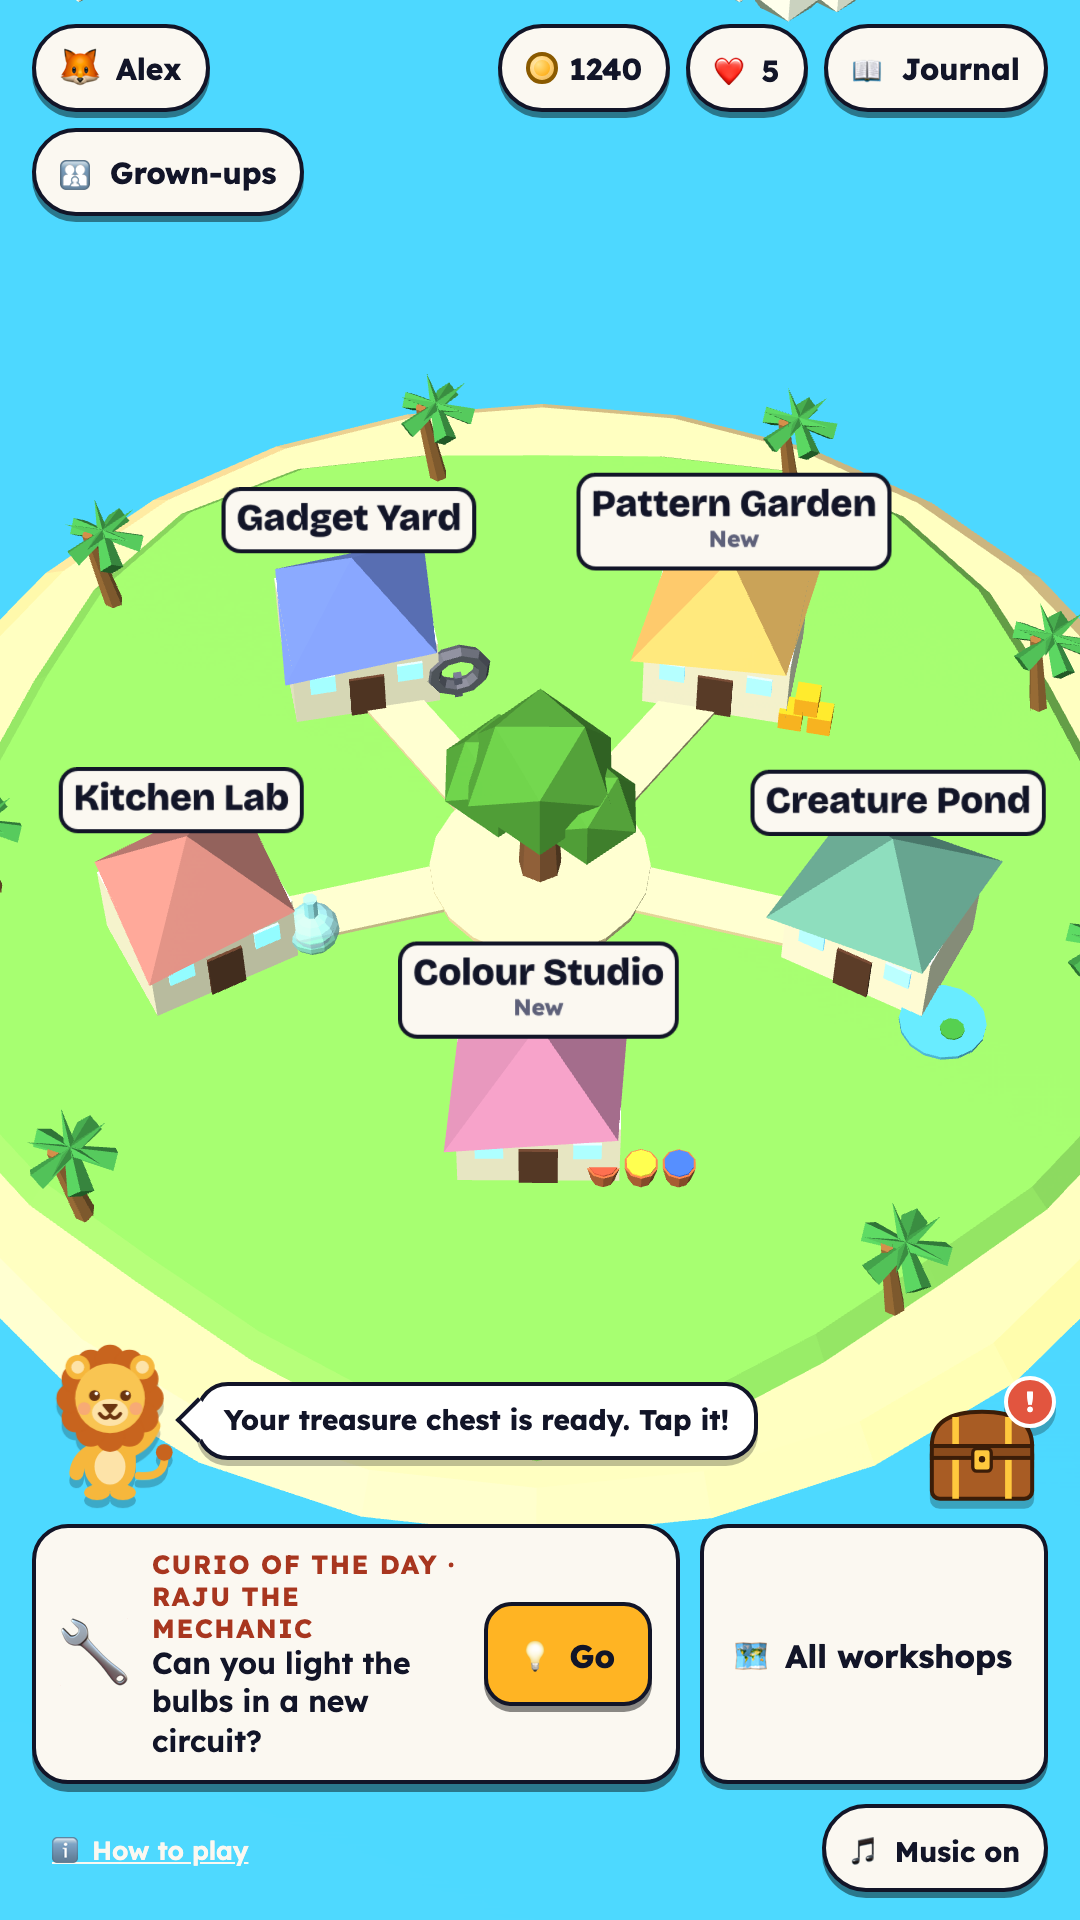 Alex
1240
5
Journal
Grown-ups
Gadget Yard
Pattern Garden
New
Kitchen Lab
Creature Pond
Colour Studio
New
Your treasure chest is ready. Tap it!
!
CURIO OF THE DAY ·
RAJU THE
MECHANIC
Can you light the
bulbs in a new
circuit?
Go
All workshops
How to play
Music on